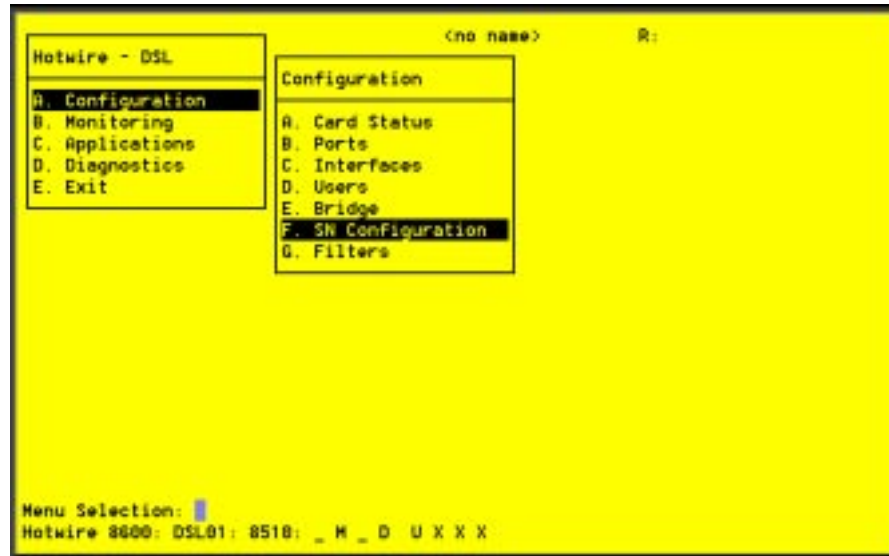 <no name> R:
Hotwire - DSL
A. Configuration
B. Monitoring
C. Applications
D. Diagnostics
E. Exit
Configuration
A. Card Status
B. Ports
C. Interfaces
D. Users
E. Bridge
F. SN Configuration
G. Filters
Menu Selection:
Hotwire 8600: DSL01: 8510: _ M _ D U X X X